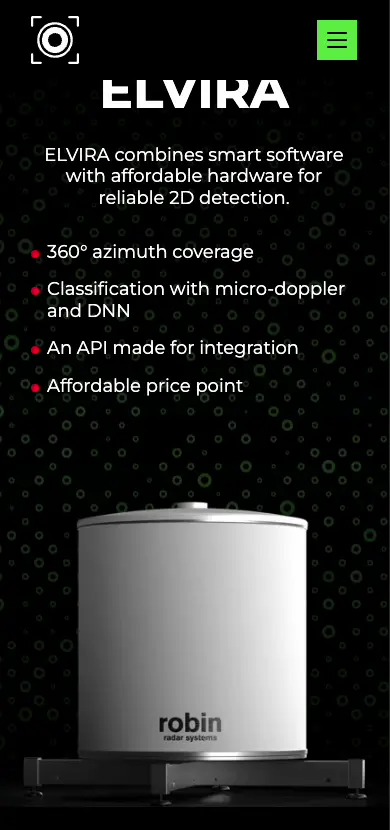 ELVIRA
ELVIRA combines smart software
with affordable hardware for
reliable 2D detection.
360° azimuth coverage
Classification with micro-doppler
and DNN
An API made for integration
Affordable price point
robin
radar systems